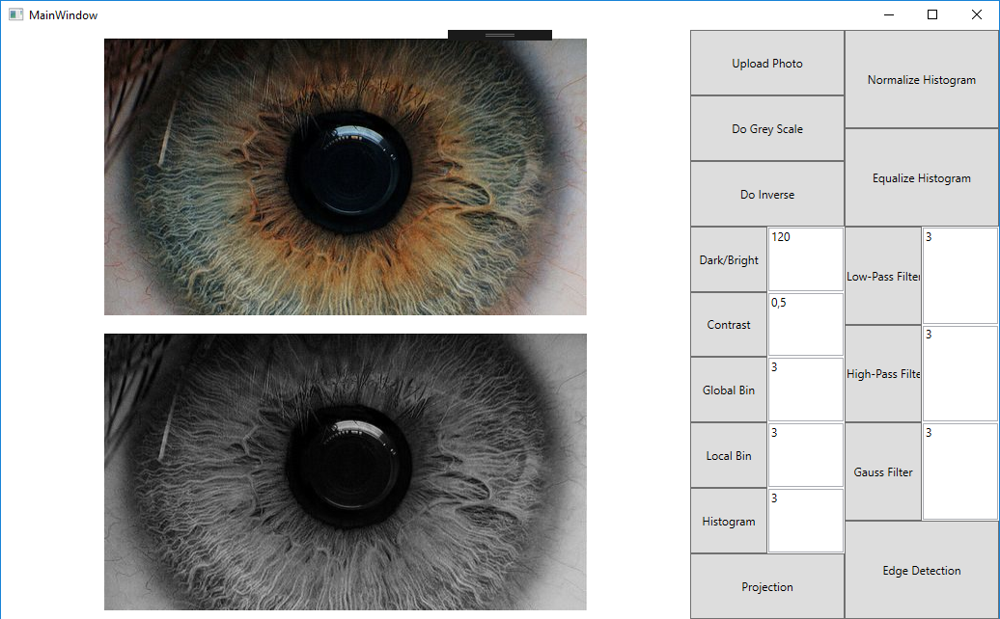 MainWindow
Upload Photo
Do Grey Scale
Do Inverse
Dark/Bright
120
Contrast
0,5
Global Bin
3
Local Bin
3
Histogram
3
Projection
Normalize Histogram
Equalize Histogram
Low-Pass Filter
3
High-Pass Filte
3
Gauss Filter
3
Edge Detection